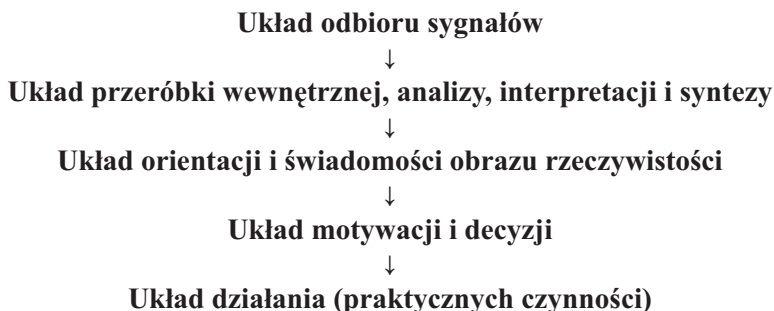 Układ odbioru sygnałów
↓
Układ przeróbki wewnętrznej, analizy, interpretacji i syntezy
↓
Układ orientacji i świadomości obrazu rzeczywistości
↓
Układ motywacji i decyzji
↓
Układ działania (praktycznych czynności)